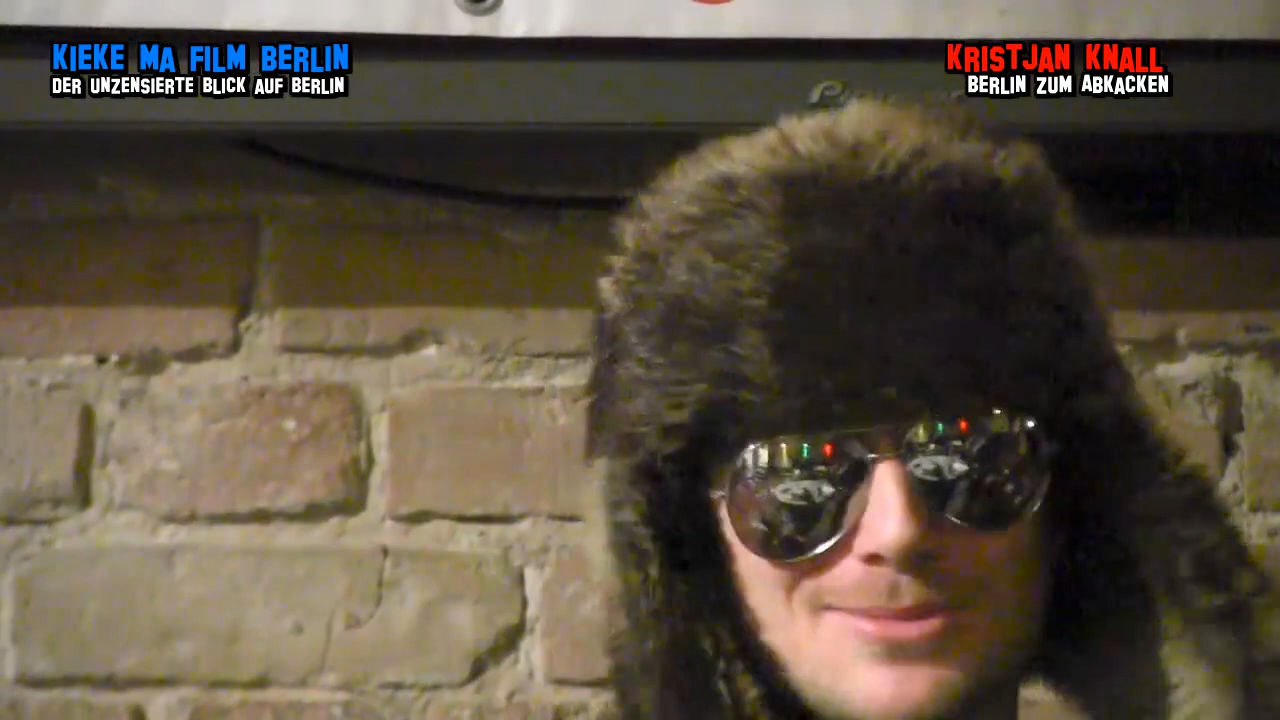 KIEKE MA FILM BERLIN
DER UNZENSIERTE BLICK AUF BERLIN
KRISTJAN KNALL
BERLIN ZUM ABKACKEN